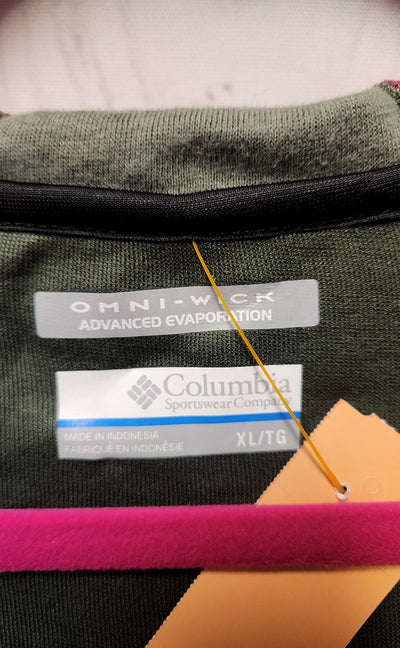 OMNI-WICK
ADVANCED EVAPORATION
Columbia
Sportswear Company
MADE IN INDONESIA
FABRIQUÉ EN INDONÉSIE
XL/TG